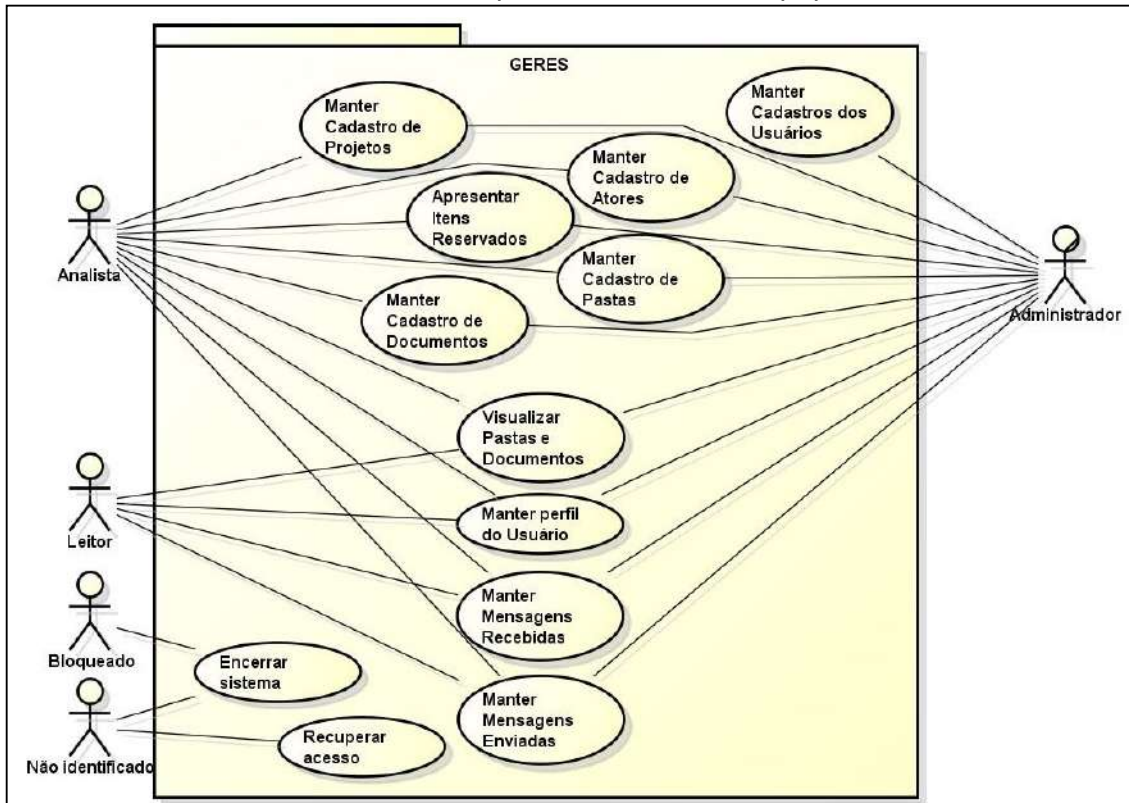 GERES
Manter
Cadastro de
Projetos
Manter
Cadastros dos
Usuários
Manter
Cadastro de
Atores
Apresentar
Itens
Reservados
Analista
Manter
Cadastro de
Pastas
Administrador
Manter
Cadastro de
Documentos
Visualizar
Pastas e
Documentos
Manter perfil
do Usuário
Leitor
Manter
Mensagens
Recebidas
Bloqueado
Encerrar
sistema
Manter
Mensagens
Enviadas
Não identificado
Recuperar
acesso